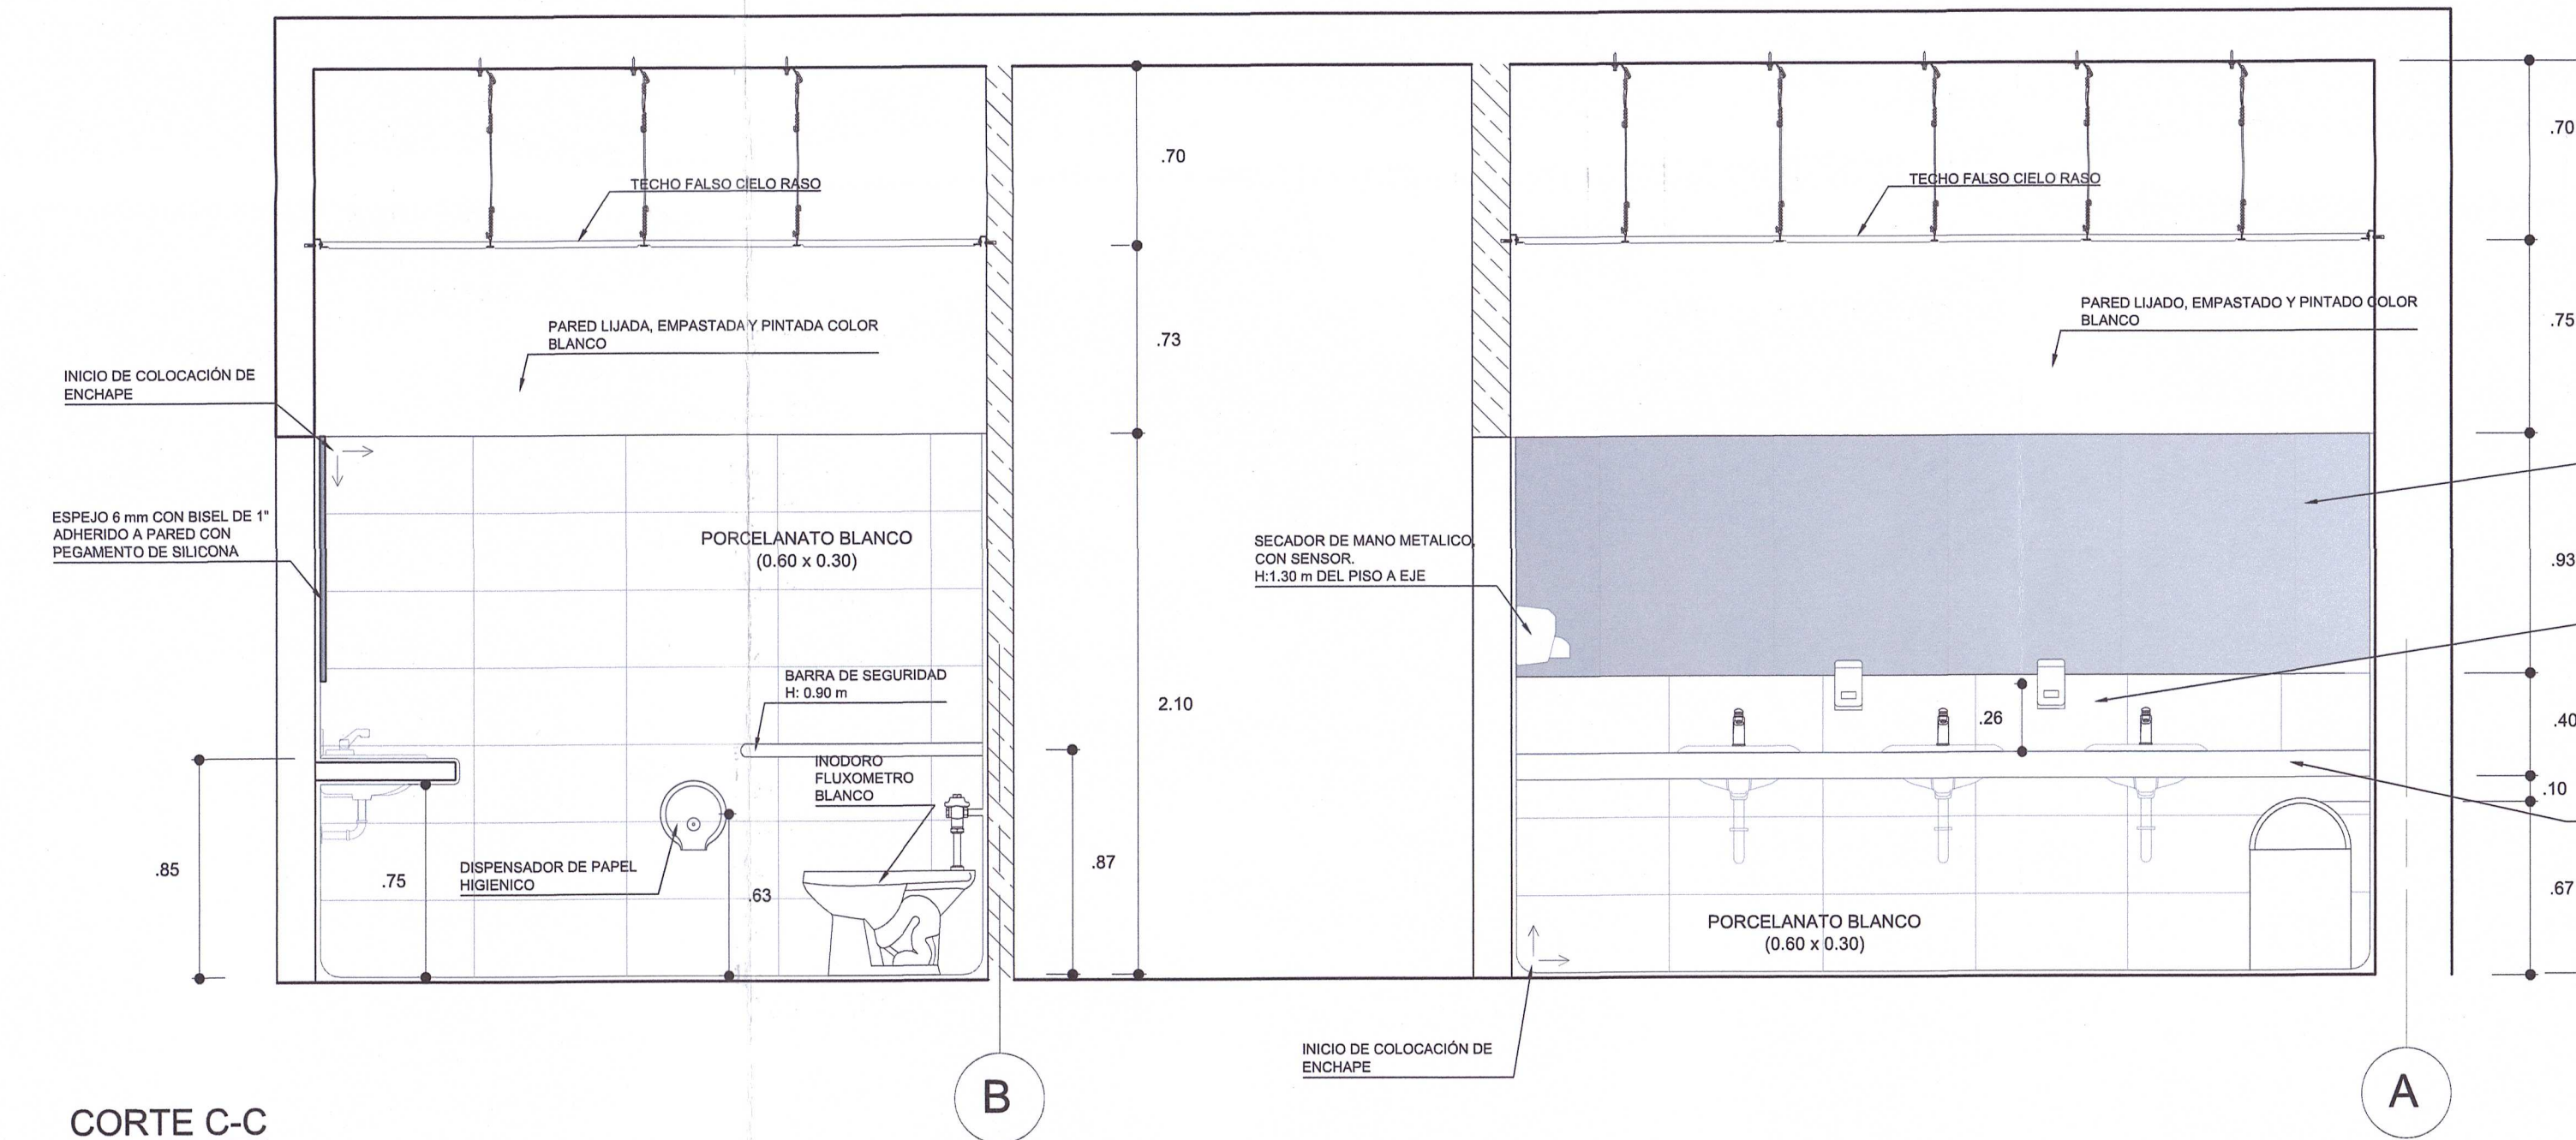 TECHO FALSO CIELO RASO
TECHO FALSO CIELO RASO
.70
.70
PARED LIJADA, EMPASTADA Y PINTADA COLOR
BLANCO
.73
PARED LIJADO, EMPASTADO Y PINTADO COLOR
BLANCO
.75
INICIO DE COLOCACIÓN DE
ENCHAPE
ESPEJO 6 mm CON BISEL DE 1"
ADHERIDO A PARED CON
PEGAMENTO DE SILICONA
PORCELANATO BLANCO
(0.60 x 0.30)
SECADOR DE MANO METALICO,
CON SENSOR.
H:1.30 m DEL PISO A EJE
.93
BARRA DE SEGURIDAD
H: 0.90 m
2.10
.26
.40
INODORO
FLUXOMETRO
BLANCO
.10
.85
.75
DISPENSADOR DE PAPEL
HIGIENICO
.63
.87
.67
PORCELANATO BLANCO
(0.60 x 0.30)
INICIO DE COLOCACIÓN DE
ENCHAPE
B
A
CORTE C-C